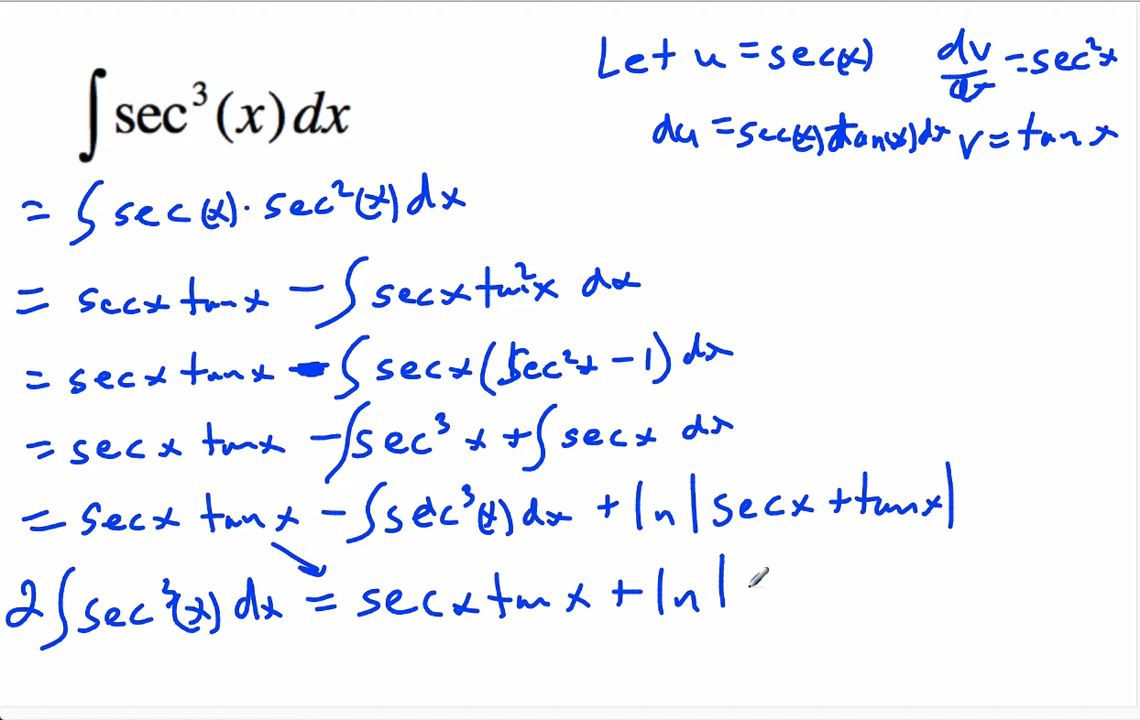 ∫ sec³(x) dx
Let u = sec(x) dv/dx = sec²x
du = sec(x)tan(x)dx v = tan x
= ∫ sec(x) · sec²(x) dx
= secx tanx − ∫ secx tan²x dx
= secx tanx − ∫ secx(sec²x − 1) dx
= secx tanx − ∫ sec³x + ∫ secx dx
= secx tanx − ∫ sec³(x) dx + ln|secx + tanx|
2 ∫ sec³(x) dx = secx tanx + ln|